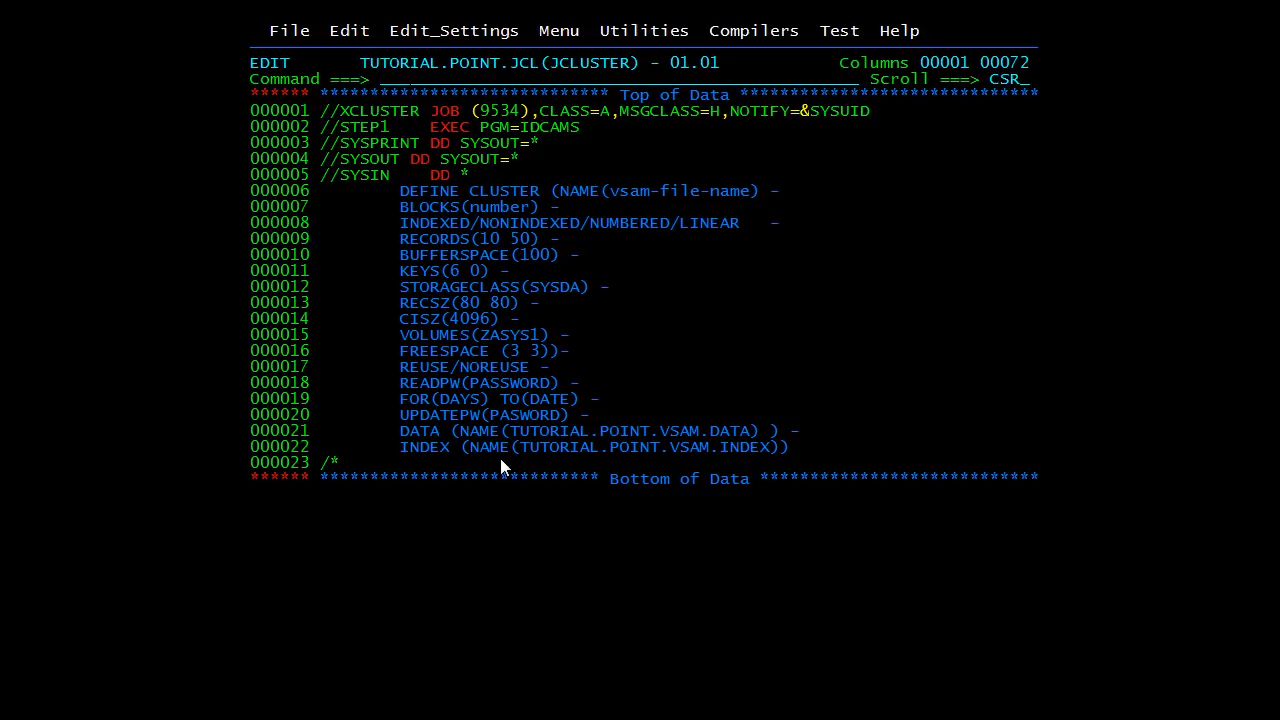 File Edit Edit_Settings Menu Utilities Compilers Test Help
EDIT TUTORIAL.POINT.JCL(JCLUSTER) - 01.01 Columns 00001 00072
Command ===> Scroll ===> CSR_
****** ***************************** Top of Data ******************************
000001 //XCLUSTER JOB (9534),CLASS=A,MSGCLASS=H,NOTIFY=&SYSUID
000002 //STEP1    EXEC PGM=IDCAMS
000003 //SYSPRINT DD SYSOUT=*
000004 //SYSOUT DD SYSOUT=*
000005 //SYSIN    DD *
000006         DEFINE CLUSTER (NAME(vsam-file-name) -
000007         BLOCKS(number) -
000008         INDEXED/NONINDEXED/NUMBERED/LINEAR   -
000009         RECORDS(10 50) -
000010         BUFFERSPACE(100) -
000011         KEYS(6 0) -
000012         STORAGECLASS(SYSDA) -
000013         RECSZ(80 80) -
000014         CISZ(4096) -
000015         VOLUMES(ZASYS1) -
000016         FREESPACE (3 3))-
000017         REUSE/NOREUSE -
000018         READPW(PASSWORD) -
000019         FOR(DAYS) TO(DATE) -
000020         UPDATEPW(PASWORD) -
000021         DATA (NAME(TUTORIAL.POINT.VSAM.DATA) ) -
000022         INDEX (NAME(TUTORIAL.POINT.VSAM.INDEX))
000023 /*
****** **************************** Bottom of Data ****************************